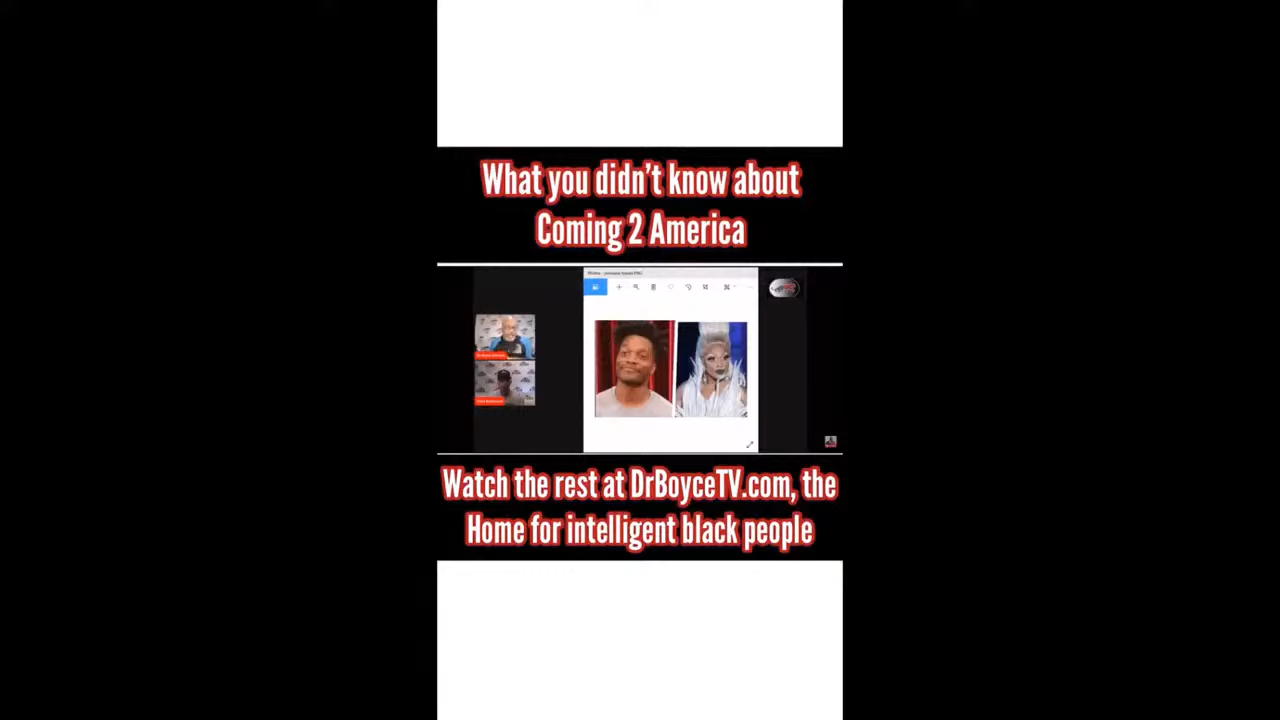 What you didn't know about
Coming 2 America
Watch the rest at DrBoyceTV.com, the
Home for intelligent black people